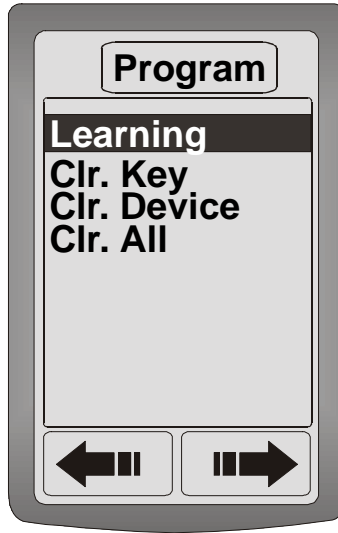 Program
Learning
Clr. Key
Clr. Device
Clr. All